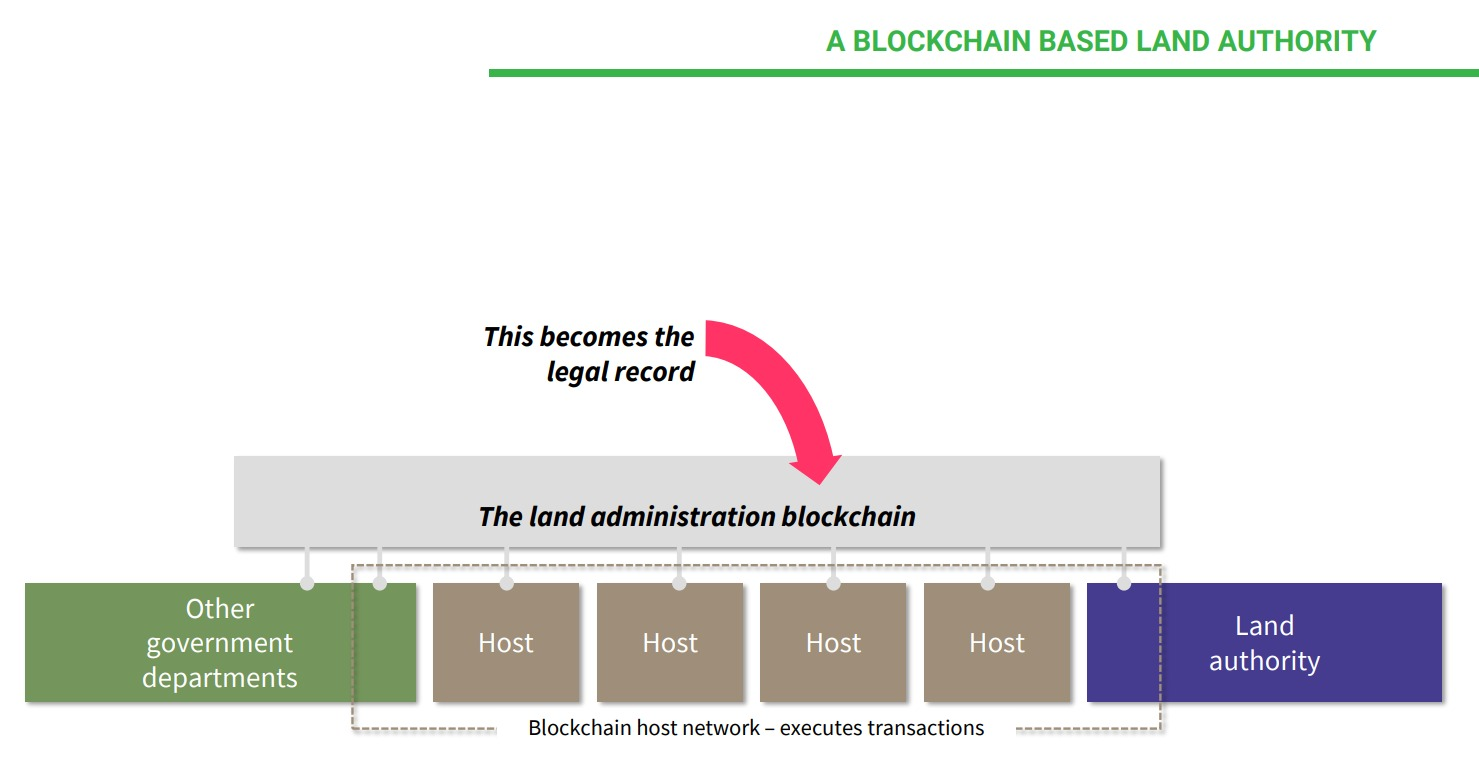 A BLOCKCHAIN BASED LAND AUTHORITY
This becomes the
legal record
The land administration blockchain
Other
government
departments
Host
Host
Host
Host
Land
authority
Blockchain host network – executes transactions